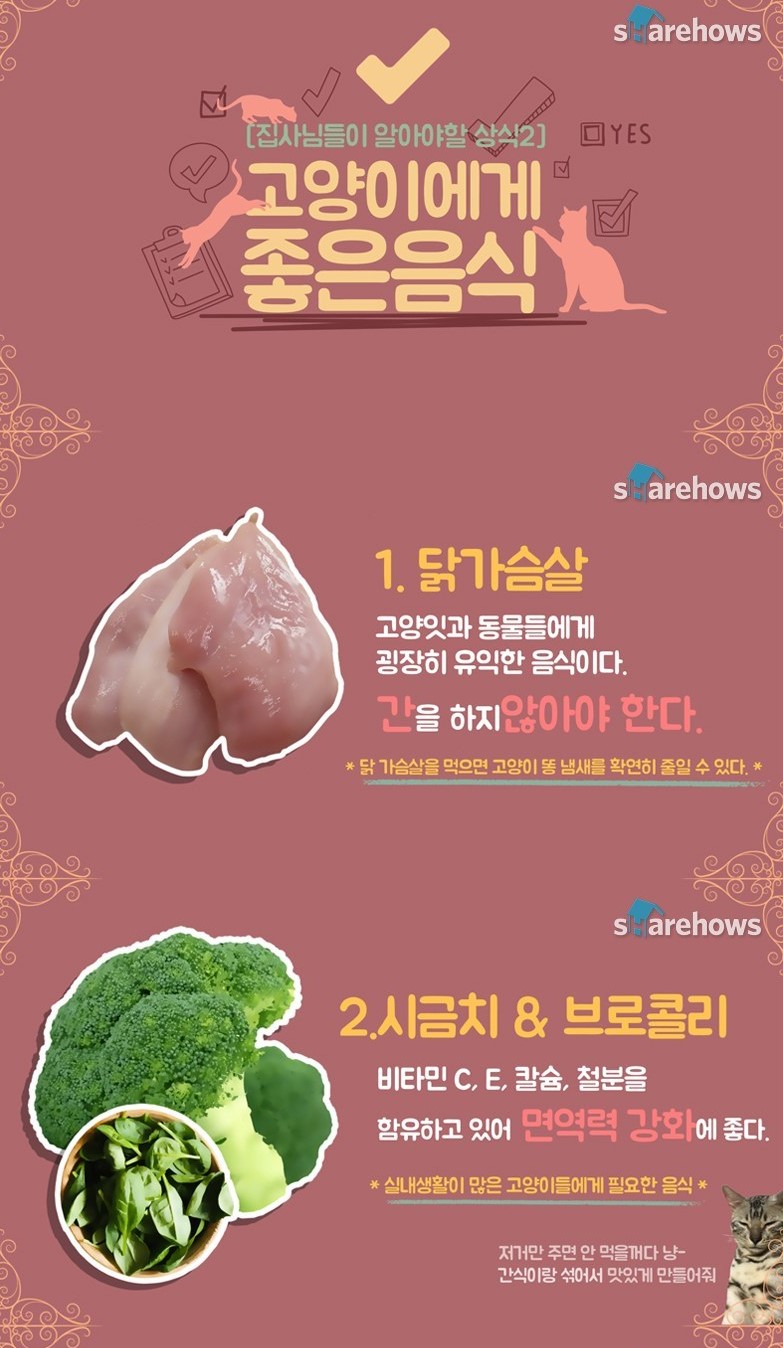 sHarehows
[집사님들이 알아야할 상식2]
YES
고양이에게
좋은음식
sHarehows
1. 닭가슴살
고양잇과 동물들에게
굉장히 유익한 음식이다.
간을 하지않아야 한다.
* 닭 가슴살을 먹으면 고양이 똥 냄새를 확연히 줄일 수 있다. *
sHarehows
2.시금치 & 브로콜리
비타민 C, E, 칼슘, 철분을
함유하고 있어 면역력 강화에 좋다.
* 실내생활이 많은 고양이들에게 필요한 음식 *
저거만 주면 안 먹을꺼다 냥~
간식이랑 섞어서 맛있게 만들어줘